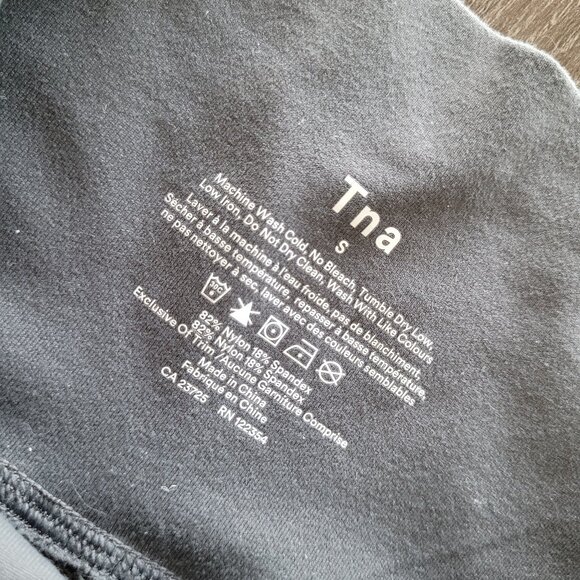 Tna
S
Machine Wash Cold, No Bleach, Tumble Dry Low,
Low Iron, Do Not Dry Clean, Wash With Like Colours
Laver à la machine à l'eau froide, pas de blanchiment,
Sécher à basse température, repasser à basse température,
ne pas nettoyer à sec, laver avec des couleurs semblables
30C
82% Nylon 18% Spandex
82% Nylon 18% Spandex
Exclusive Of Trim / Aucune Garniture Comprise
Made in China
Fabriqué en Chine
CA 23725 RN 122354